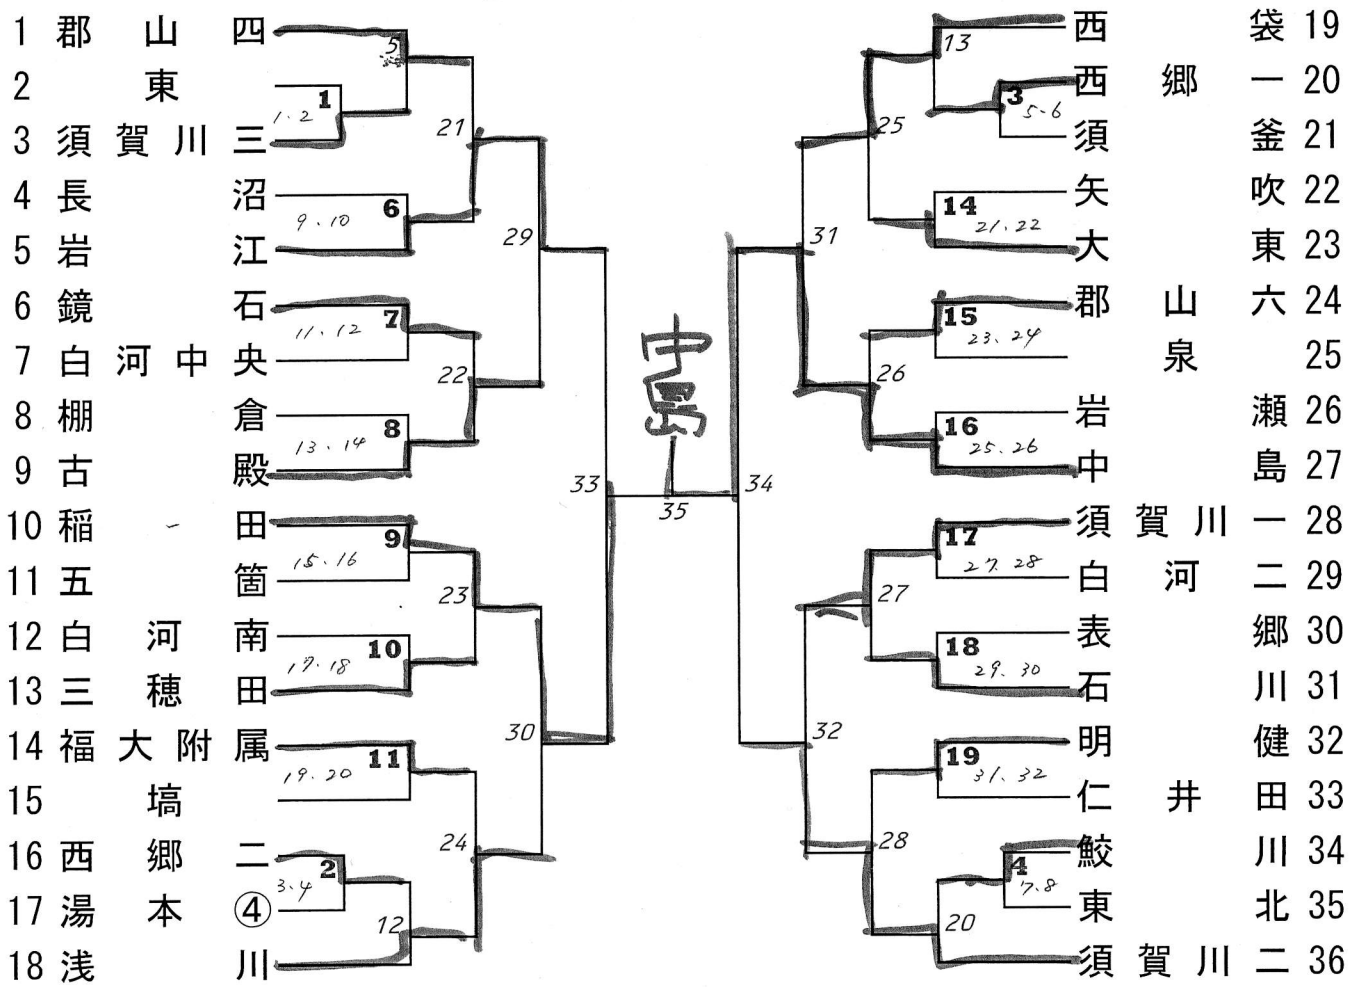 1 郡山四
2 東
3 須賀川三
4 長沼
5 岩江
6 鏡石
7 白河中央
8 棚倉
9 古殿
10 稲田
11 五箇
12 白河南
13 三穂田
14 福大附属
15 塙
16 西郷二
17 湯本④
18 浅川
5
1
1・2
21
6
9・10
29
7
11・12
22
8
13・14
33
9
15・16
23
10
17・18
30
11
19・20
24
2
3・4
12
中島
35
34
13
3
5-6
25
14
21.22
31
15
23.24
26
16
25.26
17
27.28
27
18
29.30
32
19
31.32
28
4
7.8
20
西袋 19
西郷一 20
須釜 21
矢吹 22
大東 23
郡山六 24
泉 25
岩瀬 26
中島 27
須賀川一 28
白河二 29
表郷 30
石川 31
明健 32
仁井田 33
鮫川 34
東北 35
須賀川二 36